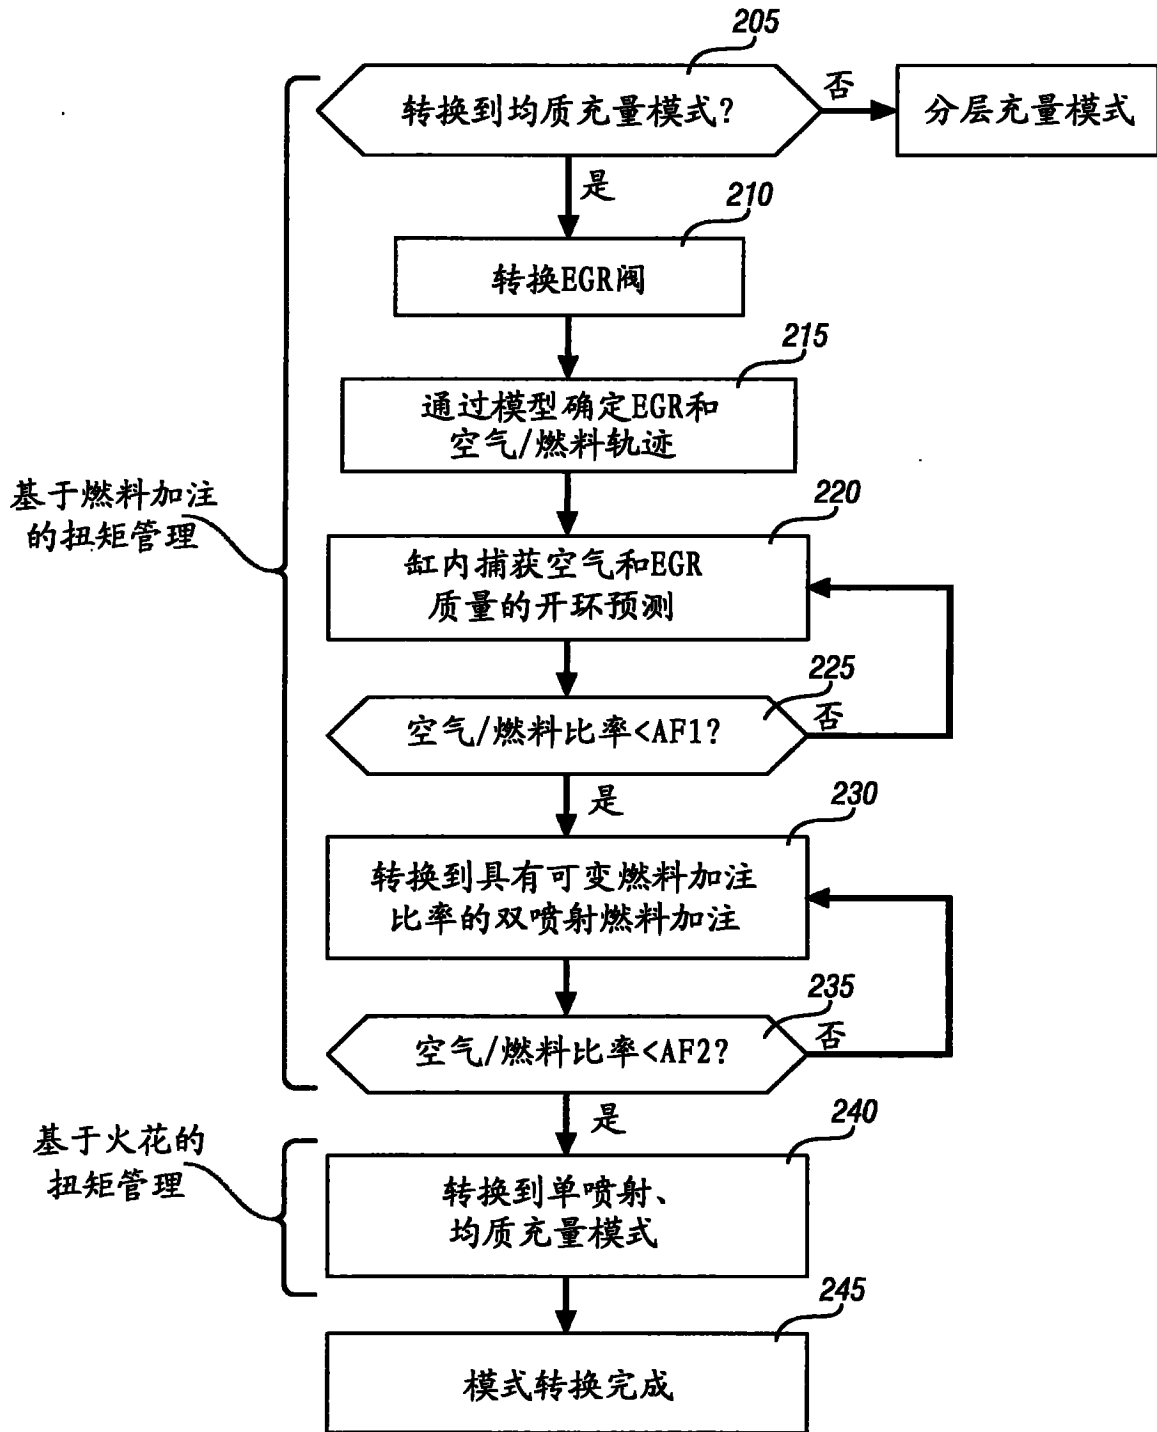 205
转换到均质充量模式?
否
分层充量模式
是
210
转换EGR阀
215
通过模型确定EGR和
空气/燃料轨迹
基于燃料加注
的扭矩管理
220
缸内捕获空气和EGR
质量的开环预测
225
空气/燃料比率<AF1?
否
是
230
转换到具有可变燃料加注
比率的双喷射燃料加注
235
空气/燃料比率<AF2?
否
是
基于火花的
扭矩管理
240
转换到单喷射、
均质充量模式
245
模式转换完成